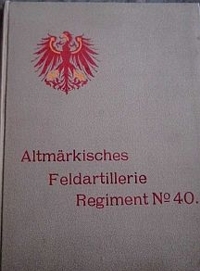 Altmärkisches
Feldartillerie
Regiment No 40.